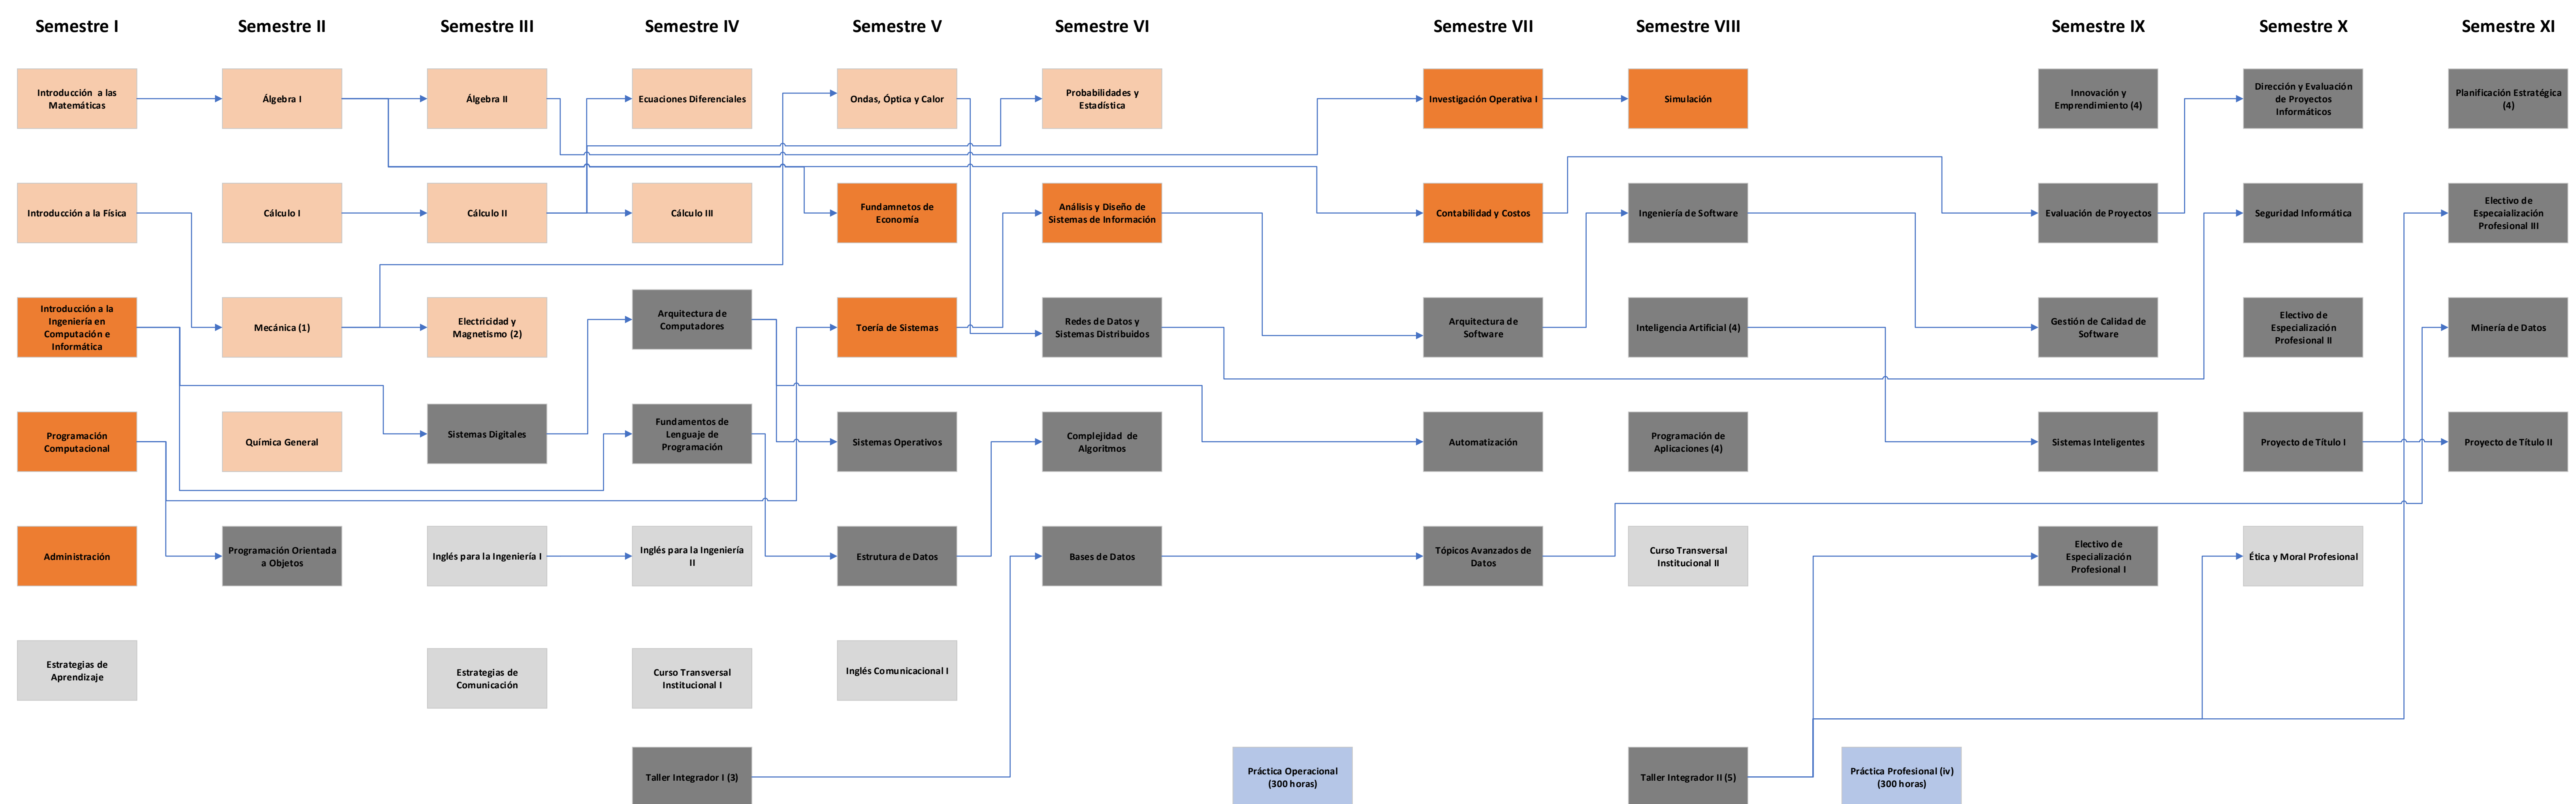 Semestre I
Semestre II
Semestre III
Semestre IV
Semestre V
Semestre VI
Semestre VII
Semestre VIII
Semestre IX
Semestre X
Semestre XI
Introducción a las
Matemáticas
Álgebra I
Álgebra II
Ecuaciones Diferenciales
Ondas, Óptica y Calor
Probabilidades y
Estadística
Investigación Operativa I
Simulación
Innovación y
Emprendimiento (4)
Dirección y Evaluación
de Proyectos
Informáticos
Planificación Estratégica
(4)
Introducción a la Física
Cálculo I
Cálculo II
Cálculo III
Fundamnetos de
Economía
Análisis y Diseño de
Sistemas de Información
Contabilidad y Costos
Ingeniería de Software
Evaluación de Proyectos
Seguridad Informática
Electivo de
Especaialización
Profesional III
Introducción a la
Ingeniería en
Computación e
Informática
Mecánica (1)
Electricidad y
Magnetismo (2)
Arquitectura de
Computadores
Toería de Sistemas
Redes de Datos y
Sistemas Distribuidos
Arquitectura de
Software
Inteligencia Artificial (4)
Gestión de Calidad de
Software
Electivo de
Especialización
Profesional II
Minería de Datos
Programación
Computacional
Química General
Sistemas Digitales
Fundamentos de
Lenguaje de
Programación
Sistemas Operativos
Complejidad de
Algoritmos
Automatización
Programación de
Aplicaciones (4)
Sistemas Inteligentes
Proyecto de Título I
Proyecto de Título II
Administración
Programación Orientada
a Objetos
Inglés para la Ingeniería I
Inglés para la Ingeniería
II
Estrutura de Datos
Bases de Datos
Tópicos Avanzados de
Datos
Curso Transversal
Institucional II
Electivo de
Especialización
Profesional I
Ética y Moral Profesional
Estrategias de
Aprendizaje
Estrategias de
Comunicación
Curso Transversal
Institucional I
Inglés Comunicacional I
Taller Integrador I (3)
Práctica Operacional
(300 horas)
Taller Integrador II (5)
Práctica Profesional (iv)
(300 horas)